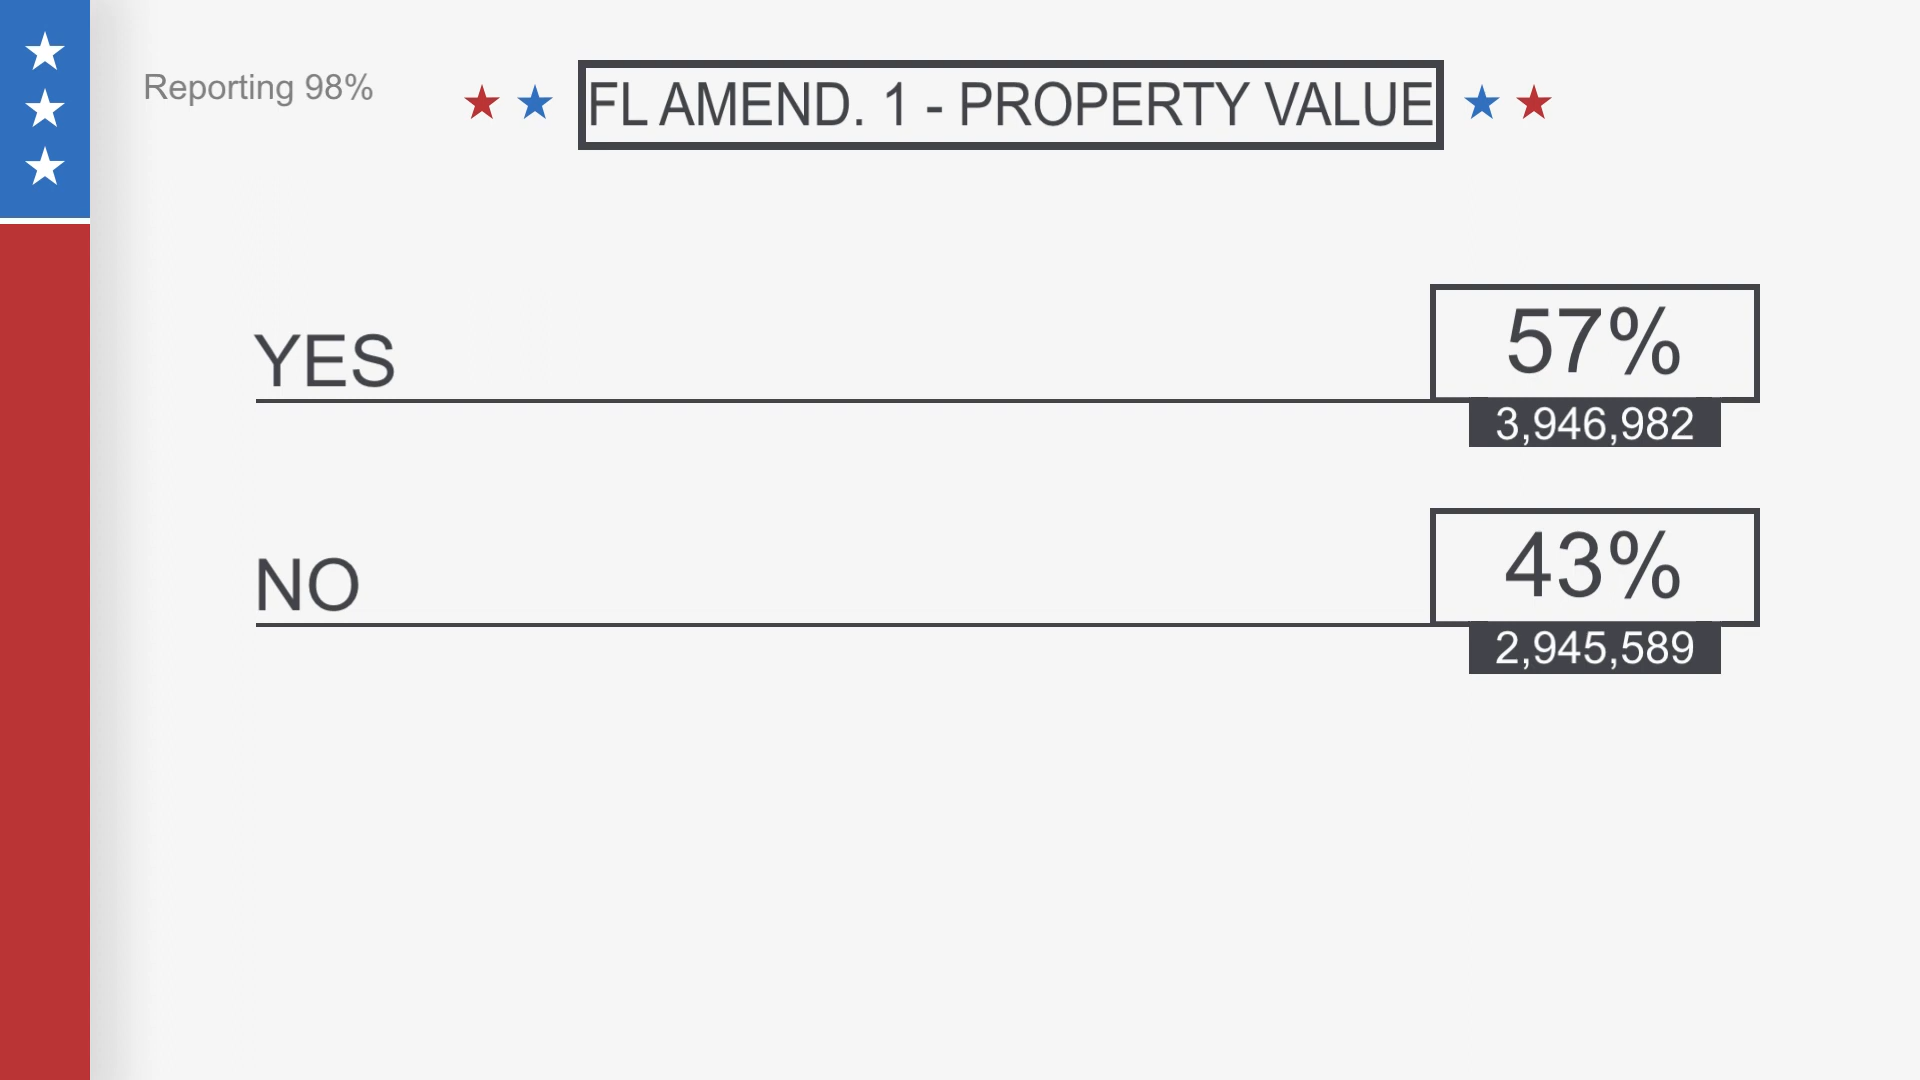 Reporting 98%
FL AMEND. 1 - PROPERTY VALUE
YES
57%
3,946,982
NO
43%
2,945,589